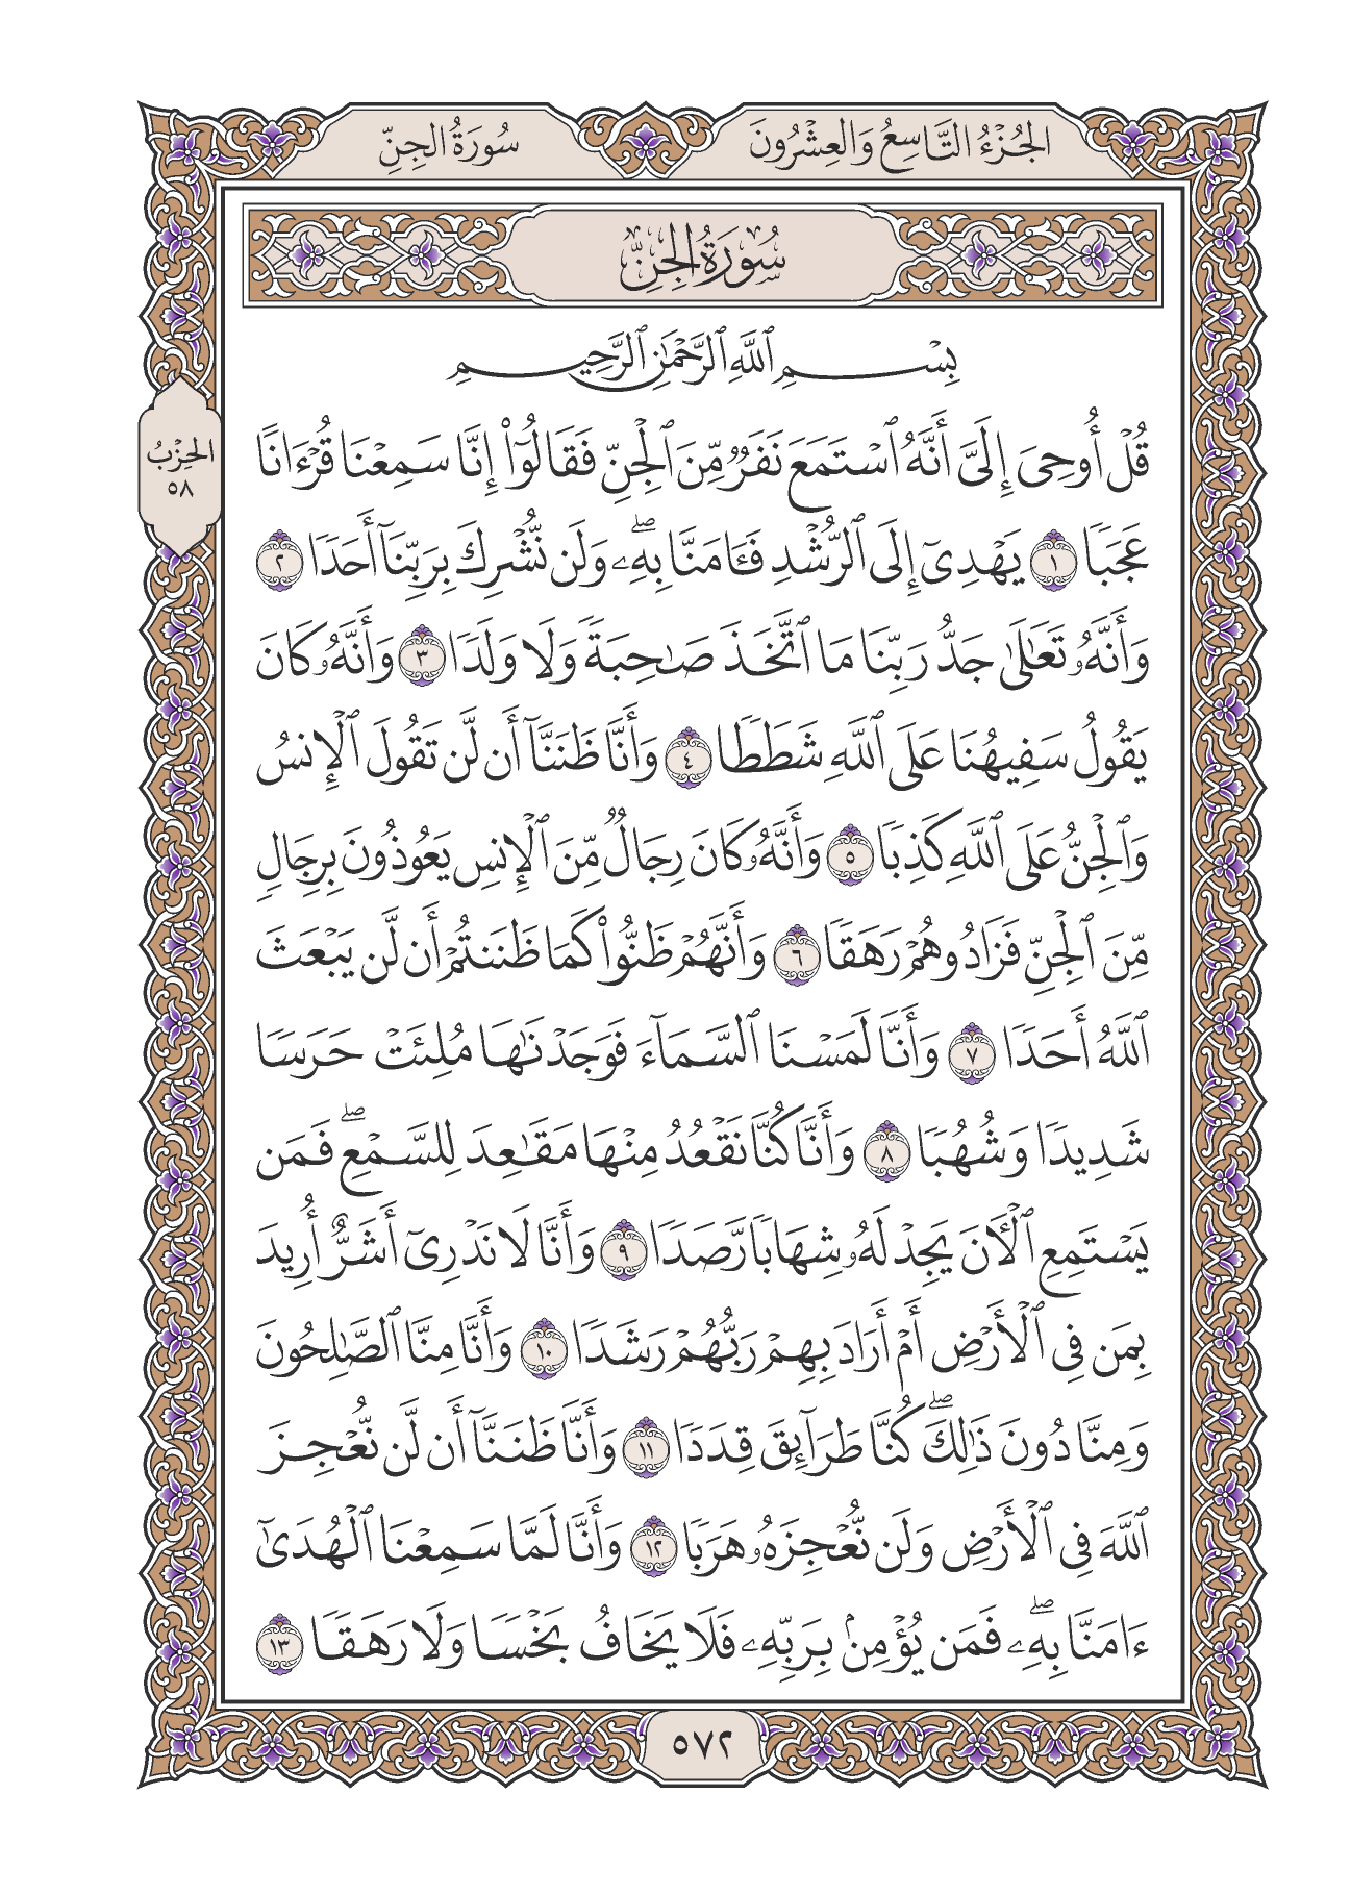 الجُزْءُ التَّاسِعُ وَالعِشْرُونَ
سُورَةُ الجِنِّ
سُورَةُ الجِنِّ
بِسْمِ ٱللَّهِ ٱلرَّحْمَٰنِ ٱلرَّحِيمِ
قُلْ أُوحِىَ إِلَىَّ أَنَّهُ ٱسْتَمَعَ نَفَرٌ مِّنَ ٱلْجِنِّ فَقَالُوٓا۟ إِنَّا سَمِعْنَا قُرْءَانًا
عَجَبًا ١ يَهْدِىٓ إِلَى ٱلرُّشْدِ فَـَٔامَنَّا بِهِۦۖ وَلَن نُّشْرِكَ بِرَبِّنَآ أَحَدًا ٢
وَأَنَّهُۥ تَعَٰلَىٰ جَدُّ رَبِّنَا مَا ٱتَّخَذَ صَٰحِبَةً وَلَا وَلَدًا ٣ وَأَنَّهُۥ كَانَ
يَقُولُ سَفِيهُنَا عَلَى ٱللَّهِ شَطَطًا ٤ وَأَنَّا ظَنَنَّآ أَن لَّن تَقُولَ ٱلْإِنسُ
وَٱلْجِنُّ عَلَى ٱللَّهِ كَذِبًا ٥ وَأَنَّهُۥ كَانَ رِجَالٌ مِّنَ ٱلْإِنسِ يَعُوذُونَ بِرِجَالٍ
مِّنَ ٱلْجِنِّ فَزَادُوهُمْ رَهَقًا ٦ وَأَنَّهُمْ ظَنُّوا۟ كَمَا ظَنَنتُمْ أَن لَّن يَبْعَثَ
ٱللَّهُ أَحَدًا ٧ وَأَنَّا لَمَسْنَا ٱلسَّمَآءَ فَوَجَدْنَٰهَا مُلِئَتْ حَرَسًا
شَدِيدًا وَشُهُبًا ٨ وَأَنَّا كُنَّا نَقْعُدُ مِنْهَا مَقَٰعِدَ لِلسَّمْعِۖ فَمَن
يَسْتَمِعِ ٱلْـَٔانَ يَجِدْ لَهُۥ شِهَابًا رَّصَدًا ٩ وَأَنَّا لَا نَدْرِىٓ أَشَرٌّ أُرِيدَ
بِمَن فِى ٱلْأَرْضِ أَمْ أَرَادَ بِهِمْ رَبُّهُمْ رَشَدًا ١٠ وَأَنَّا مِنَّا ٱلصَّٰلِحُونَ
وَمِنَّا دُونَ ذَٰلِكَۖ كُنَّا طَرَآئِقَ قِدَدًا ١١ وَأَنَّا ظَنَنَّآ أَن لَّن نُّعْجِزَ
ٱللَّهَ فِى ٱلْأَرْضِ وَلَن نُّعْجِزَهُۥ هَرَبًا ١٢ وَأَنَّا لَمَّا سَمِعْنَا ٱلْهُدَىٰٓ
ءَامَنَّا بِهِۦۖ فَمَن يُؤْمِنۢ بِرَبِّهِۦ فَلَا يَخَافُ بَخْسًا وَلَا رَهَقًا ١٣
الحِزْبُ
٥٨
٥٧٢